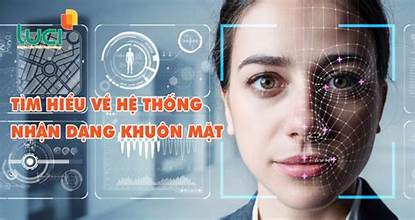 luci
TÌM HIỂU VỀ HỆ THỐNG
NHẬN DẠNG KHUÔN MẶT